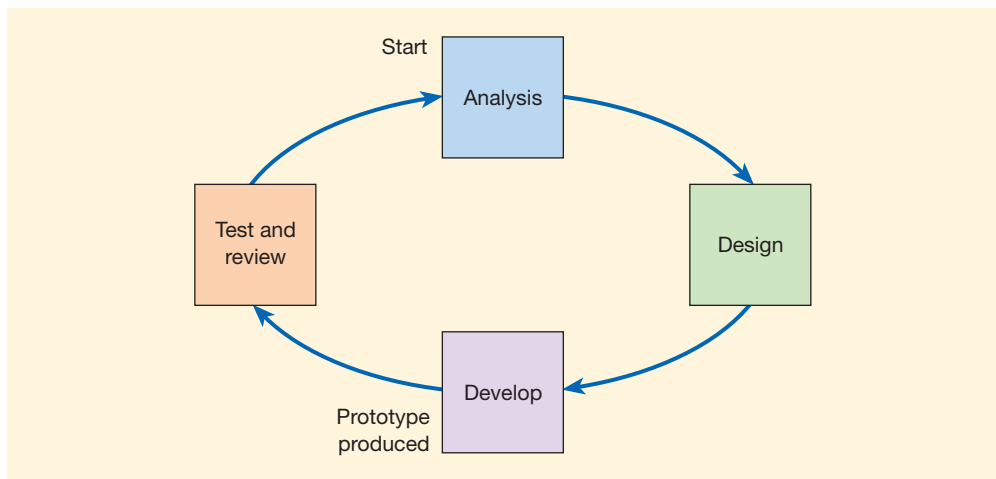 Start
Analysis
Design
Develop
Prototype
produced
Test and
review